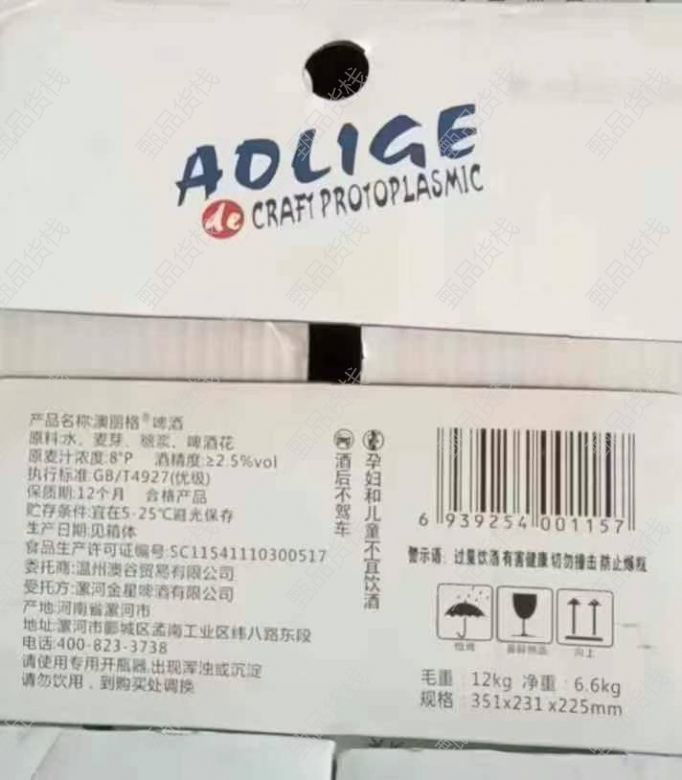 AOLIGE
de CRAFT PROTOPLASMIC
产品名称:澳丽格®啤酒
原料:水、麦芽、碳浆、啤酒花
原麦汁浓度:8°P 酒精度:≥2.5%vol
执行标准:GB/T4927(优级)
保质期:12个月 合格产品
贮存条件:宜在5-25℃避光保存
生产日期:见箱体
食品生产许可证编号:SC11541110300517
委托商:温州澳谷贸易有限公司
受托方:漯河金星啤酒有限公司
产地:河南省漯河市
地址:漯河市郾城区孟南工业区纬八路东段
电话:400-823-3738
请使用专用开瓶器,出现浑浊或沉淀
请勿饮用，到购买处调换
酒后不驾车
孕妇和儿童不宜饮酒
6 939254 001157
警示语：过量饮酒有害健康 切勿撞击 防止爆瓶
向上
毛重：12kg 净重：6.6kg
规格：351x231x225mm
甄品货栈